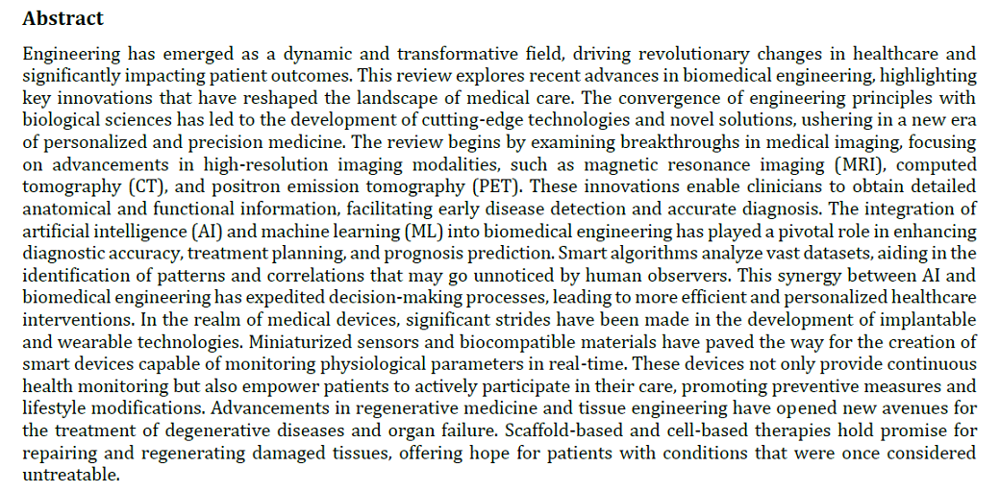 Abstract
Engineering has emerged as a dynamic and transformative field, driving revolutionary changes in healthcare and
significantly impacting patient outcomes. This review explores recent advances in biomedical engineering, highlighting
key innovations that have reshaped the landscape of medical care. The convergence of engineering principles with
biological sciences has led to the development of cutting-edge technologies and novel solutions, ushering in a new era
of personalized and precision medicine. The review begins by examining breakthroughs in medical imaging, focusing
on advancements in high-resolution imaging modalities, such as magnetic resonance imaging (MRI), computed
tomography (CT), and positron emission tomography (PET). These innovations enable clinicians to obtain detailed
anatomical and functional information, facilitating early disease detection and accurate diagnosis. The integration of
artificial intelligence (AI) and machine learning (ML) into biomedical engineering has played a pivotal role in enhancing
diagnostic accuracy, treatment planning, and prognosis prediction. Smart algorithms analyze vast datasets, aiding in the
identification of patterns and correlations that may go unnoticed by human observers. This synergy between AI and
biomedical engineering has expedited decision-making processes, leading to more efficient and personalized healthcare
interventions. In the realm of medical devices, significant strides have been made in the development of implantable
and wearable technologies. Miniaturized sensors and biocompatible materials have paved the way for the creation of
smart devices capable of monitoring physiological parameters in real-time. These devices not only provide continuous
health monitoring but also empower patients to actively participate in their care, promoting preventive measures and
lifestyle modifications. Advancements in regenerative medicine and tissue engineering have opened new avenues for
the treatment of degenerative diseases and organ failure. Scaffold-based and cell-based therapies hold promise for
repairing and regenerating damaged tissues, offering hope for patients with conditions that were once considered
untreatable.